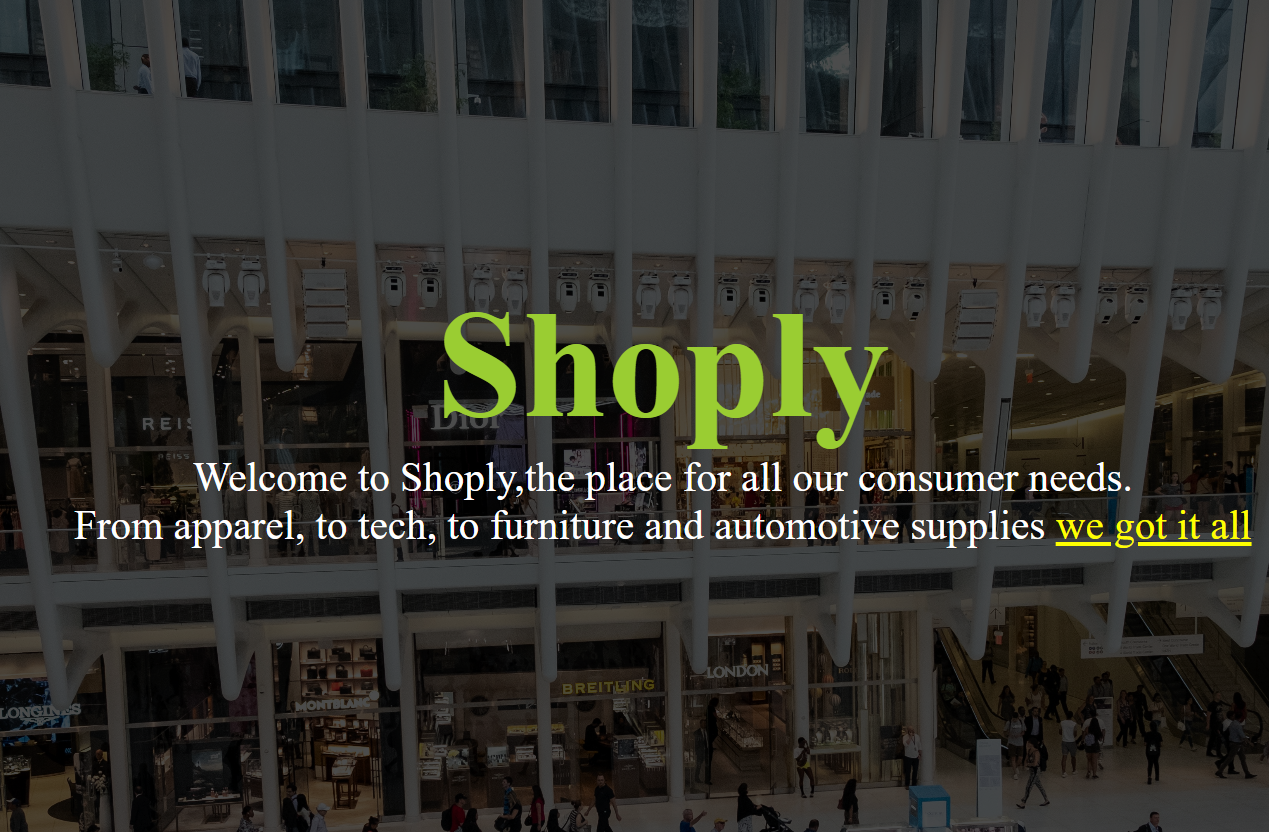 Shoply
REISS
REISS
Dior
Welcome to Shoply,the place for all our consumer needs.
From apparel, to tech, to furniture and automotive supplies we got it all
LONGINES
MONTBLANC
BREITLING
LONDON